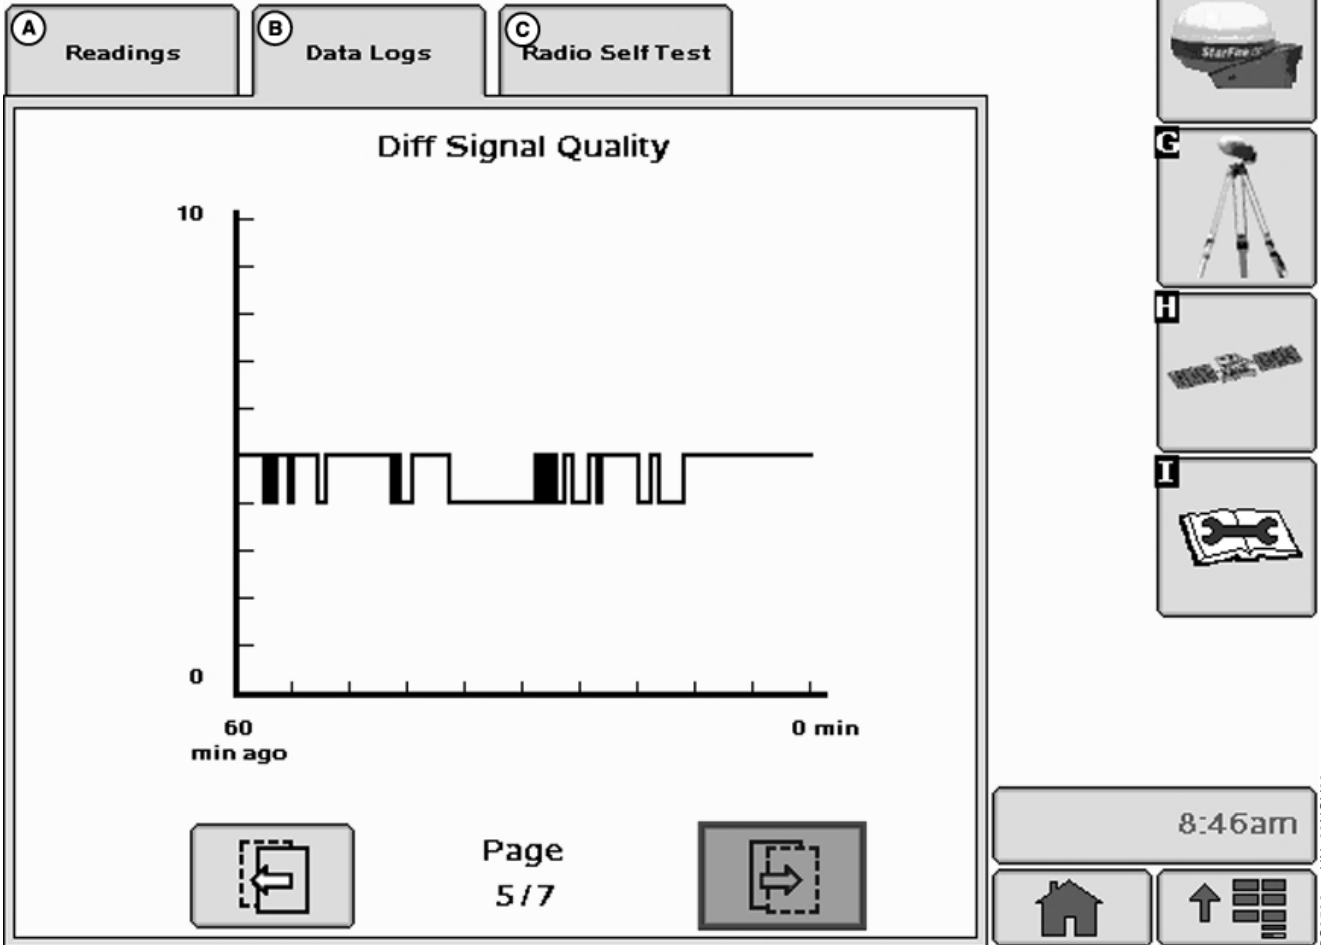 A
Readings
B
Data Logs
C
Radio Self Test
StarFire
G
H
I
Diff Signal Quality
10
0
60
min ago
0 min
Page
5/7
8:46am